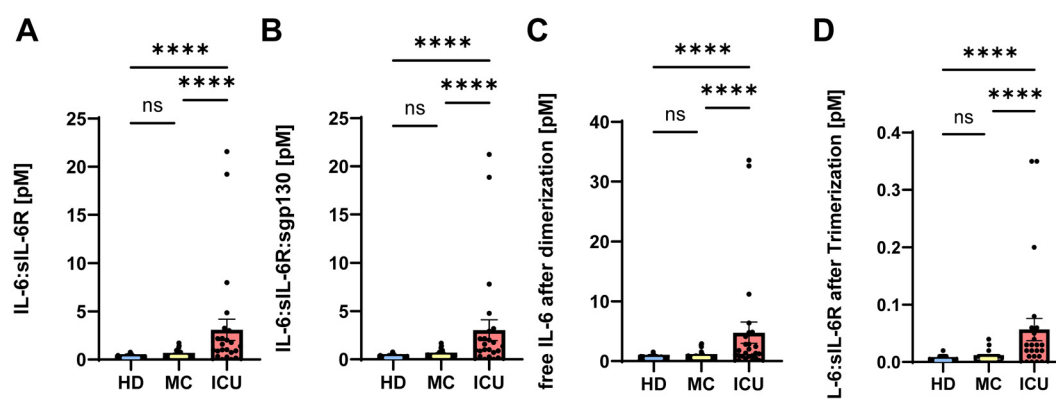 A
****
****
ns
IL-6:sIL-6R [pM]
25
20
15
10
5
0
HD MC ICU
B
****
****
ns
IL-6:sIL-6R:sgp130 [pM]
25
20
15
10
5
0
HD MC ICU
C
****
****
ns
free IL-6 after dimerization [pM]
40
30
20
10
0
HD MC ICU
D
****
****
ns
L-6:sIL-6R after Trimerization [pM]
0.4
0.3
0.2
0.1
0.0
HD MC ICU